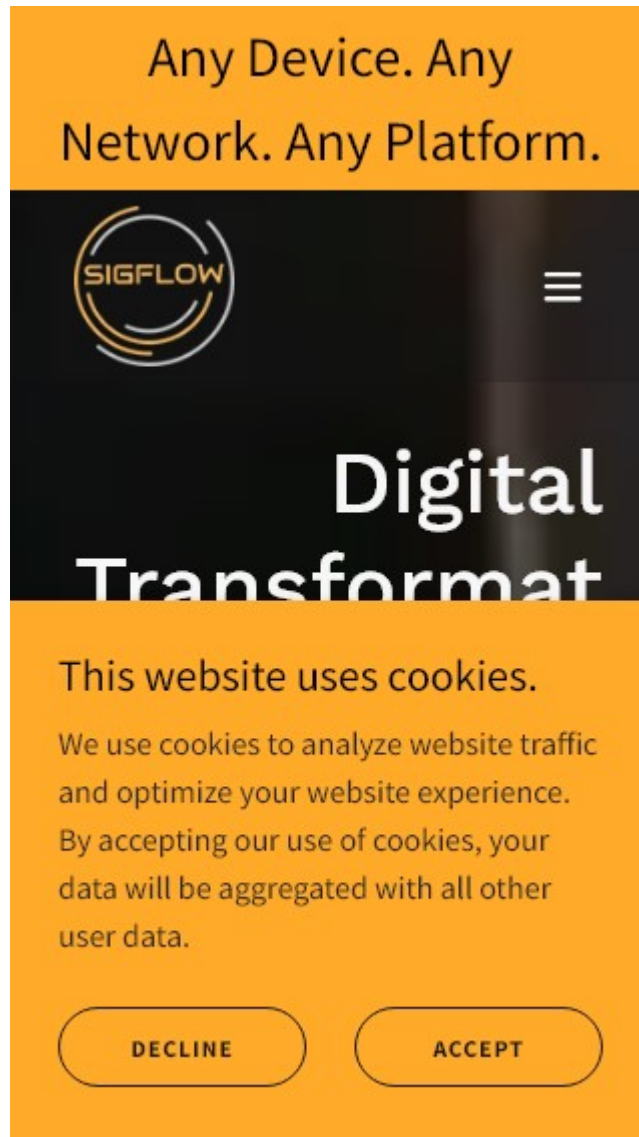 Any Device. Any
Network. Any Platform.
SIGFLOW
Digital
Transformat
This website uses cookies.
We use cookies to analyze website traffic
and optimize your website experience.
By accepting our use of cookies, your
data will be aggregated with all other
user data.
DECLINE
ACCEPT